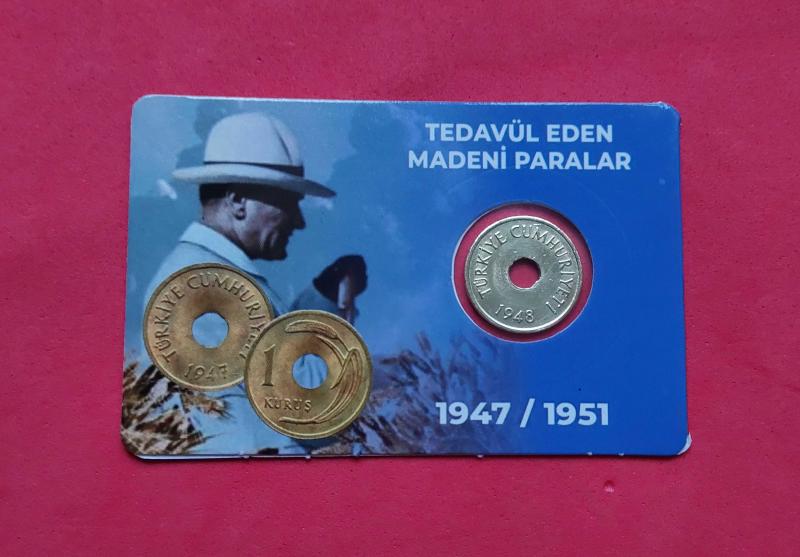 TEDAVÜL EDEN
MADENİ PARALAR
TÜRKİYE CUMHURİYETİ
1948
TÜRKİYE CUMHURİYETİ
1947
1
KURUŞ
1947 / 1951